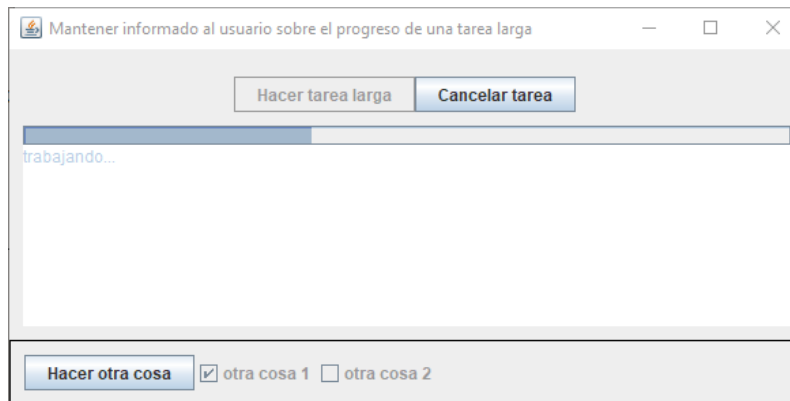 Mantener informado al usuario sobre el progreso de una tarea larga
Hacer tarea larga Cancelar tarea
trabajando...
Hacer otra cosa otra cosa 1 otra cosa 2